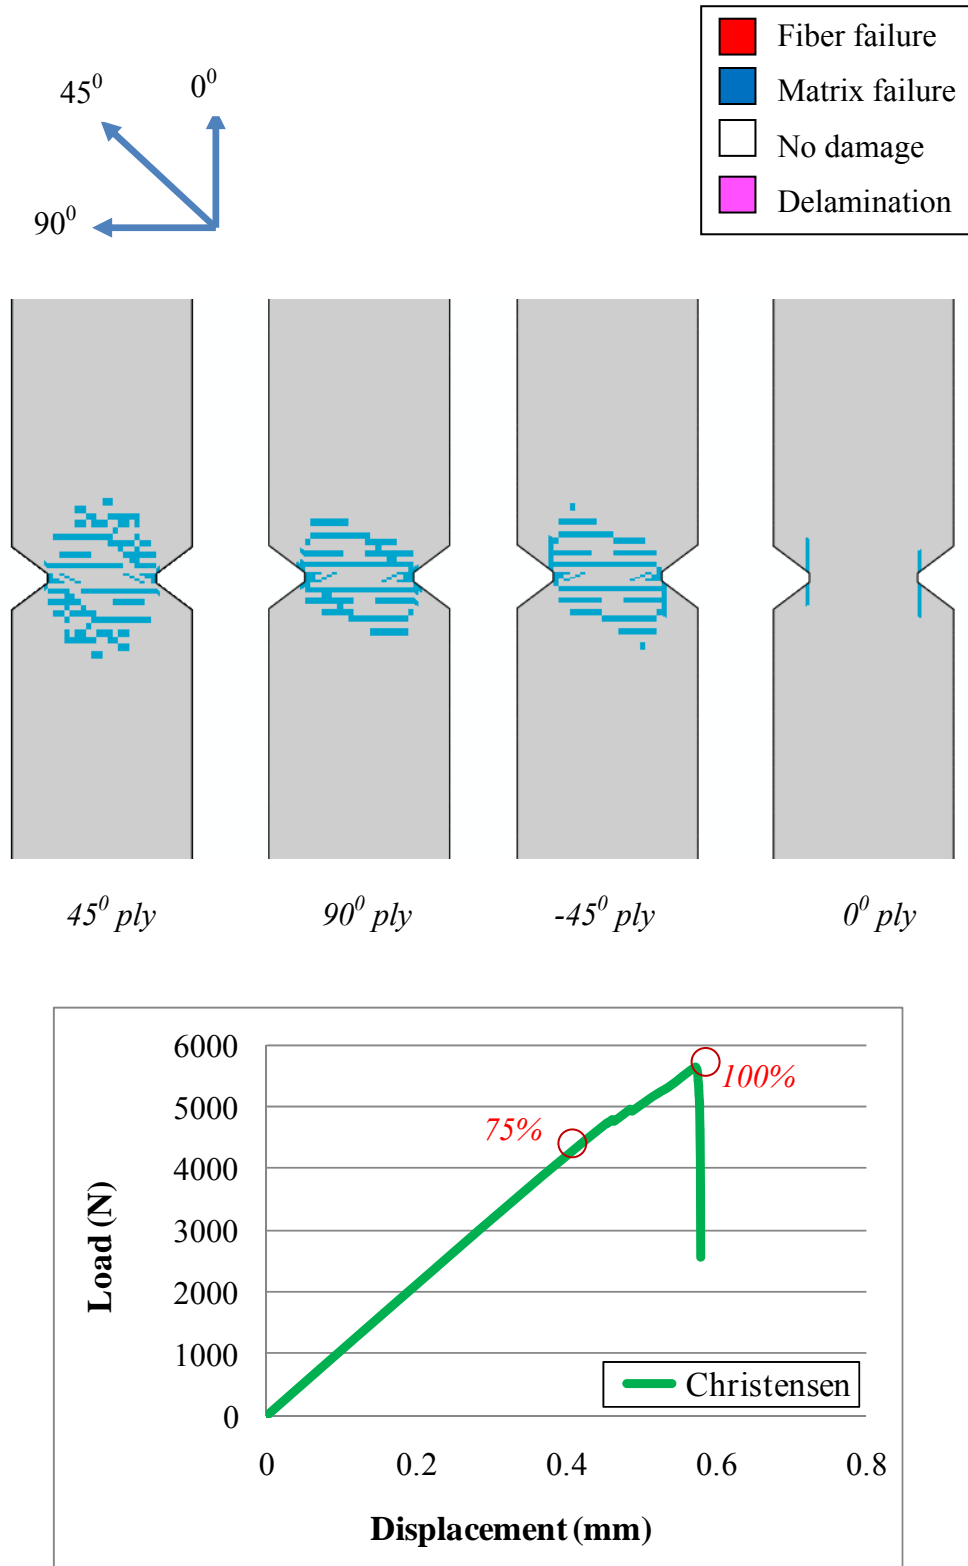 Fiber failure
Matrix failure
No damage
Delamination
45⁰
0⁰
90⁰
45⁰ ply
90⁰ ply
-45⁰ ply
0⁰ ply
6000
5000
4000
3000
2000
1000
0
Load (N)
75%
100%
Christensen
0
0.2
0.4
0.6
0.8
Displacement (mm)